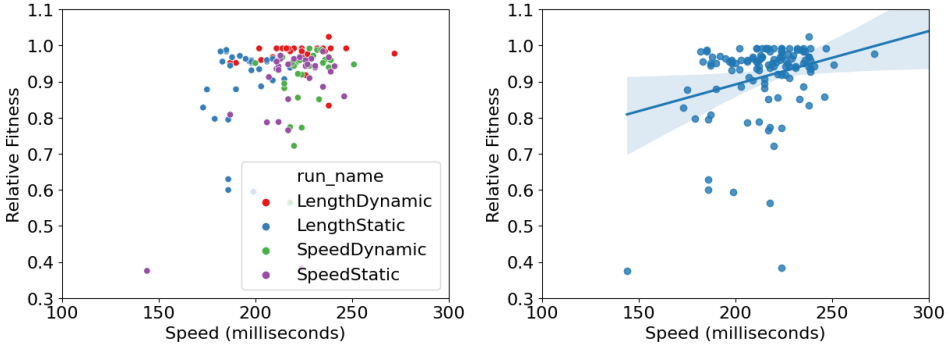 1.1
1.0
0.9
0.8
0.7
0.6
0.5
0.4
0.3
Relative Fitness
run_name
LengthDynamic
LengthStatic
SpeedDynamic
SpeedStatic
100 150 200 250 300
Speed (milliseconds)
1.1
1.0
0.9
0.8
0.7
0.6
0.5
0.4
0.3
Relative Fitness
100 150 200 250 300
Speed (milliseconds)